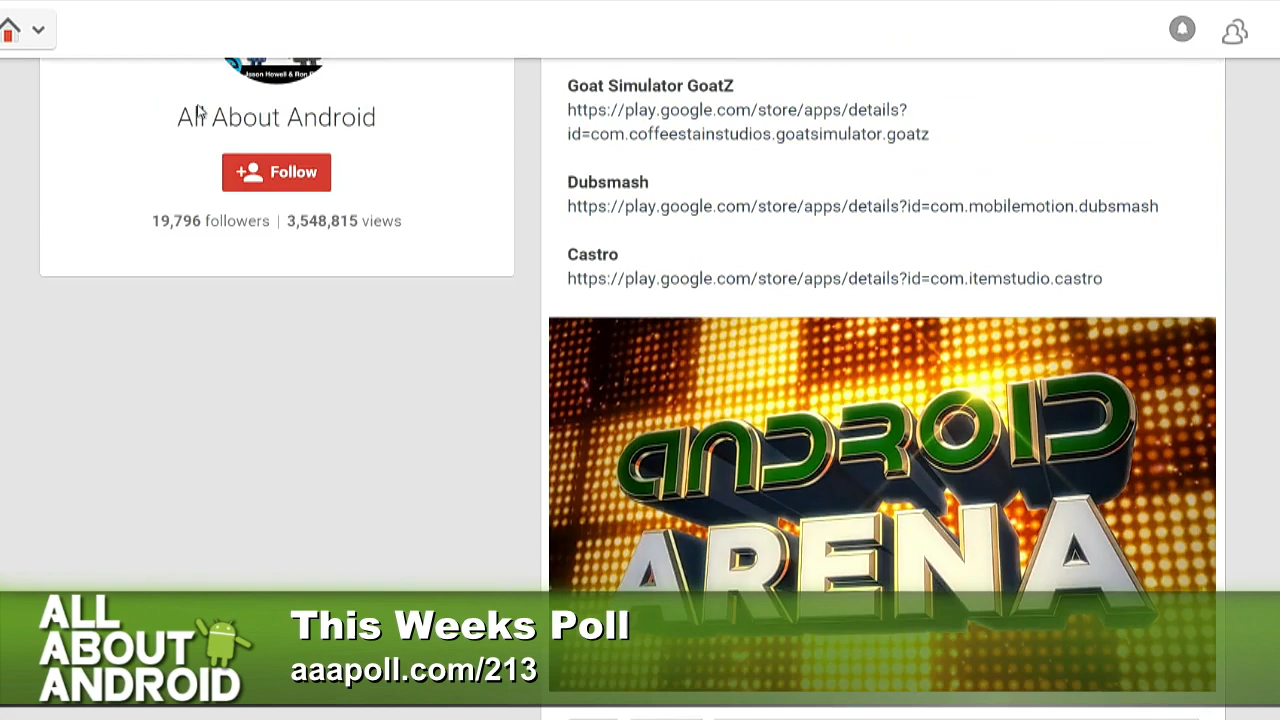 Jason Howell & Ron
All About Android
Follow
19,796 followers | 3,548,815 views
Goat Simulator GoatZ
https://play.google.com/store/apps/details?
id=com.coffeestainstudios.goatsimulator.goatz
Dubsmash
https://play.google.com/store/apps/details?id=com.mobilemotion.dubsmash
Castro
https://play.google.com/store/apps/details?id=com.itemstudio.castro
ANDROID
ARENA
ALL
ABOUT
ANDROID
This Weeks Poll
aaapoll.com/213